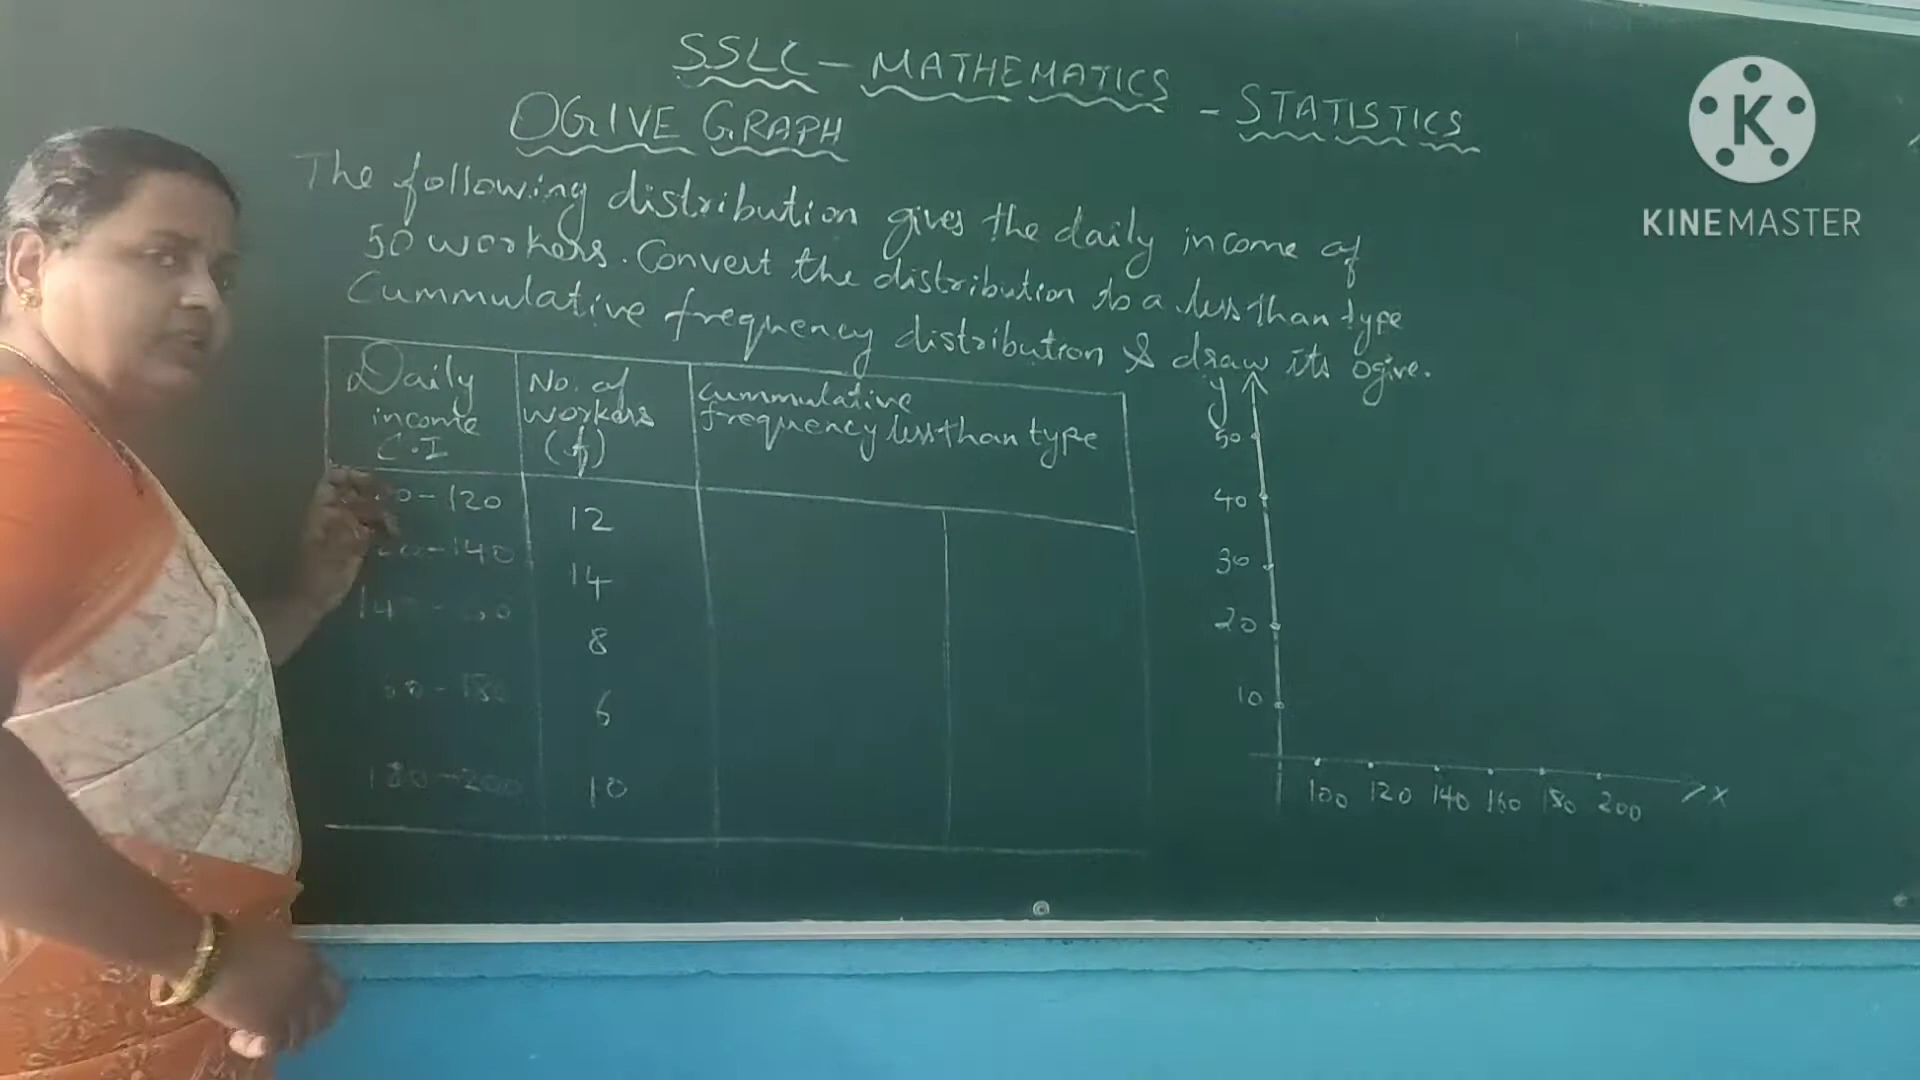 SSLC - MATHEMATICS - STATISTICS
OGIVE GRAPH
The following distribution gives the daily income of
50 workers. Convert the distribution to a less than type
Cummulative frequency distribution & draw its ogive.
Daily income C.I
No. of workers (f)
Cummulative frequency less than type
0-120
12
-140
14
14
8
60-180
6
180-200
10
y
50
40
30
20
10
100 120 140 160 180 200 x
K
KINEMASTER